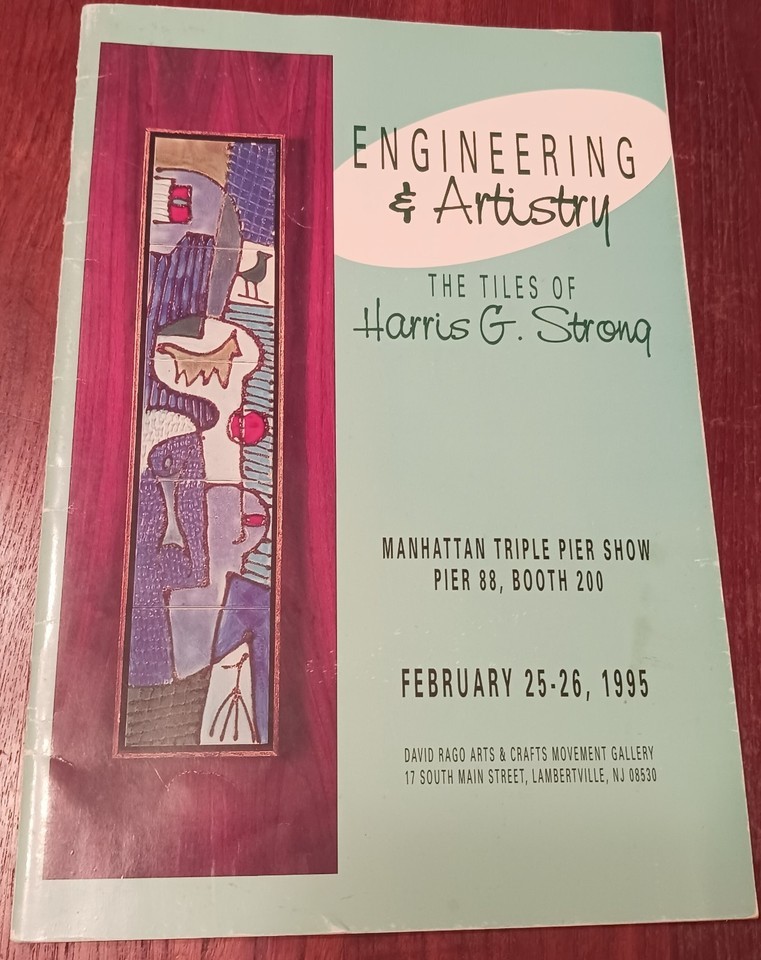 ENGINEERING
& Artistry
THE TILES OF
Harris G. Strong
MANHATTAN TRIPLE PIER SHOW
PIER 88, BOOTH 200
FEBRUARY 25-26, 1995
DAVID RAGO ARTS & CRAFTS MOVEMENT GALLERY
17 SOUTH MAIN STREET, LAMBERTVILLE, NJ 08530